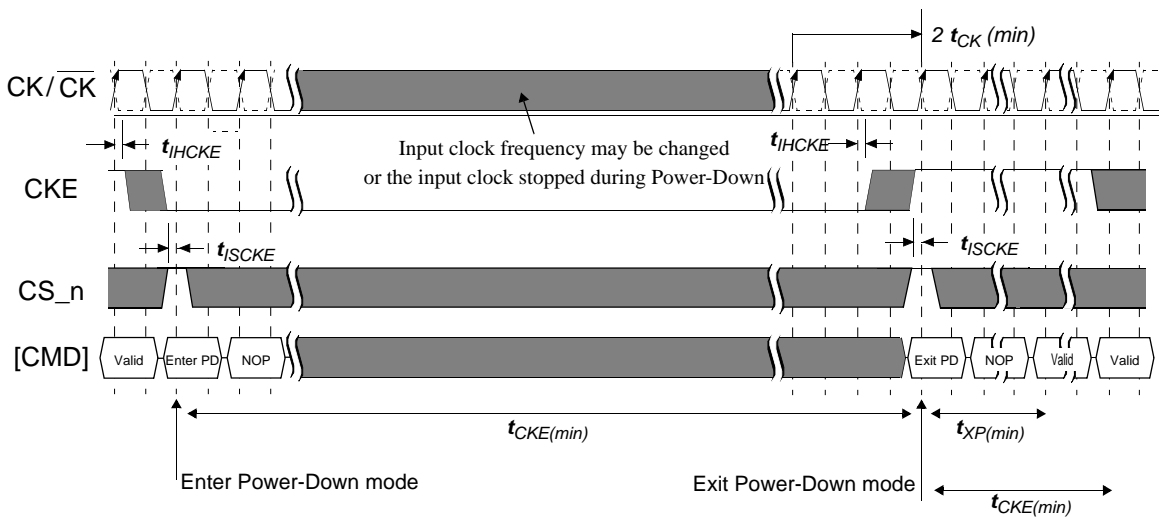 2 tCK (min)
CK/CK
tIHCKE
tIHCKE
Input clock frequency may be changed
or the input clock stopped during Power-Down
CKE
tISCKE
tISCKE
CS_n
[CMD]
Valid
Enter PD
NOP
Exit PD
NOP
Valid
Valid
tCKE(min)
tXP(min)
Enter Power-Down mode
Exit Power-Down mode
tCKE(min)